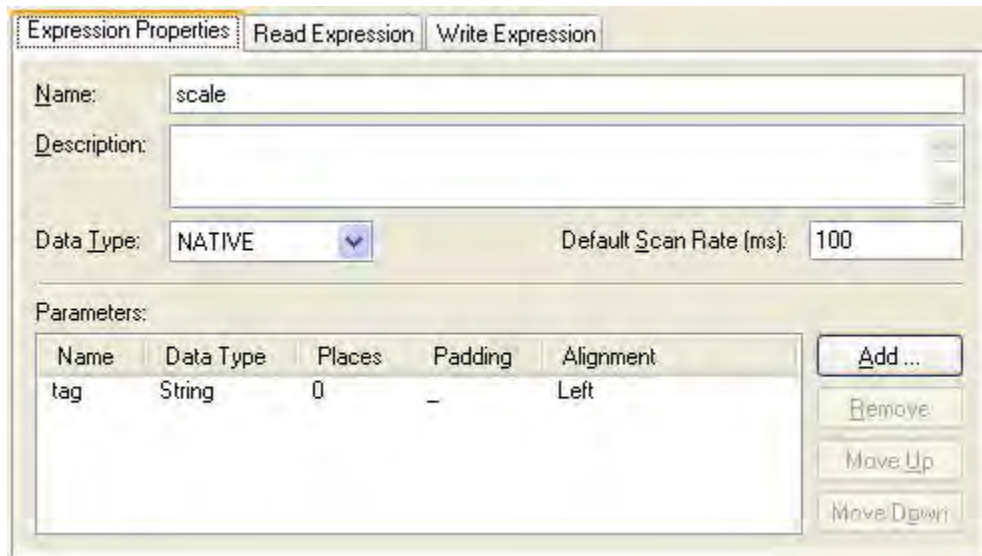 Expression Properties Read Expression Write Expression
Name: scale
Description:
Data Type: NATIVE Default Scan Rate (ms): 100
Parameters:
Name Data Type Places Padding Alignment Add ...
tag String 0 _ Left
Remove
Move Up
Move Down